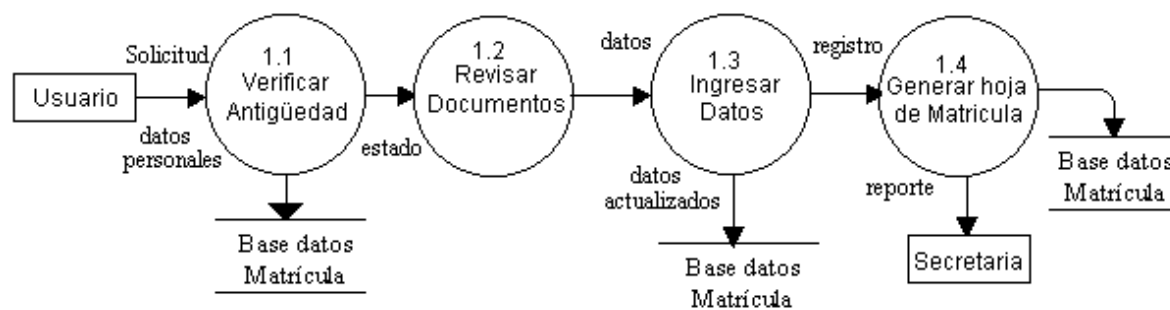 Usuario
Solicitud
datos
personales
1.1
Verificar
Antigüedad
Base datos
Matrícula
estado
1.2
Revisar
Documentos
datos
1.3
Ingresar
Datos
datos
actualizados
Base datos
Matrícula
registro
1.4
Generar hoja
de Matricula
reporte
Secretaria
Base datos
Matrícula